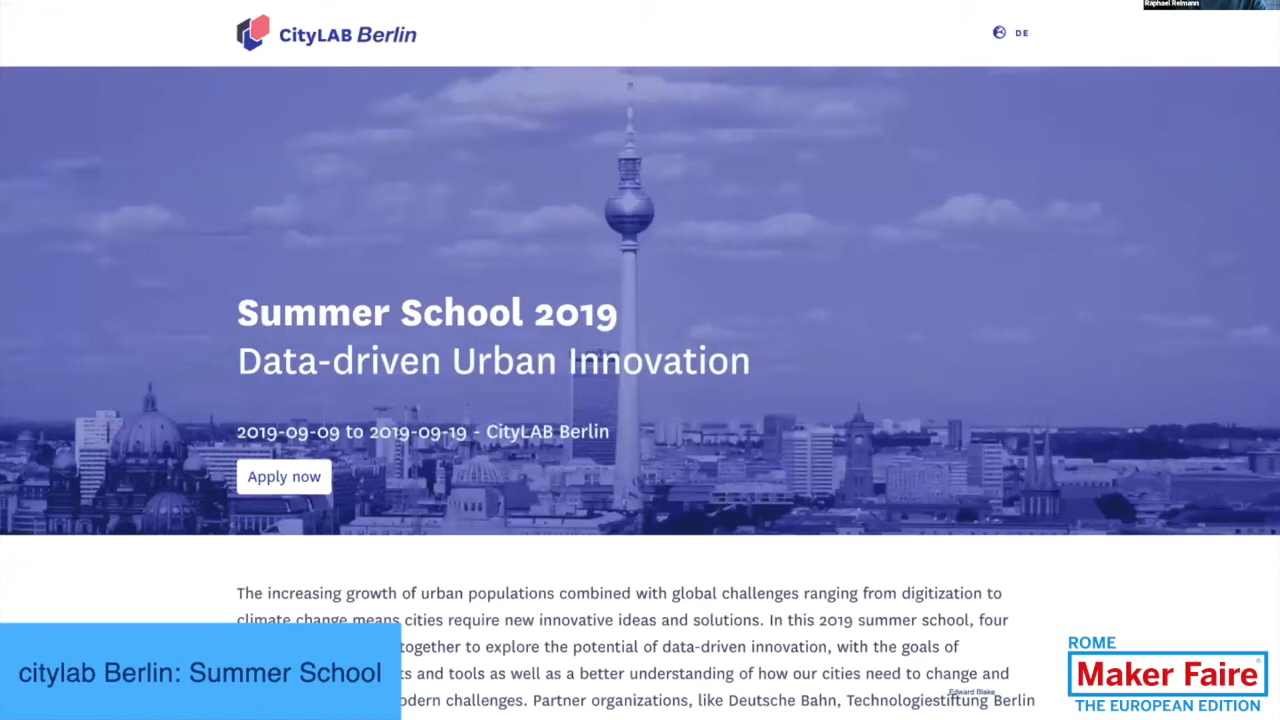 Raphael Reimann
CityLAB Berlin
DE
Summer School 2019
Data-driven Urban Innovation
2019-09-09 to 2019-09-19 - CityLAB Berlin
Apply now
The increasing growth of urban populations combined with global challenges ranging from digitization to
climate change means cities require new innovative ideas and solutions. In this 2019 summer school, four
together to explore the potential of data-driven innovation, with the goals of
ts and tools as well as a better understanding of how our cities need to change and
odern challenges. Partner organizations, like Deutsche Bahn, Technologiestiftung Berlin
Edward Blake
citylab Berlin: Summer School
ROME
Maker Faire®
THE EUROPEAN EDITION